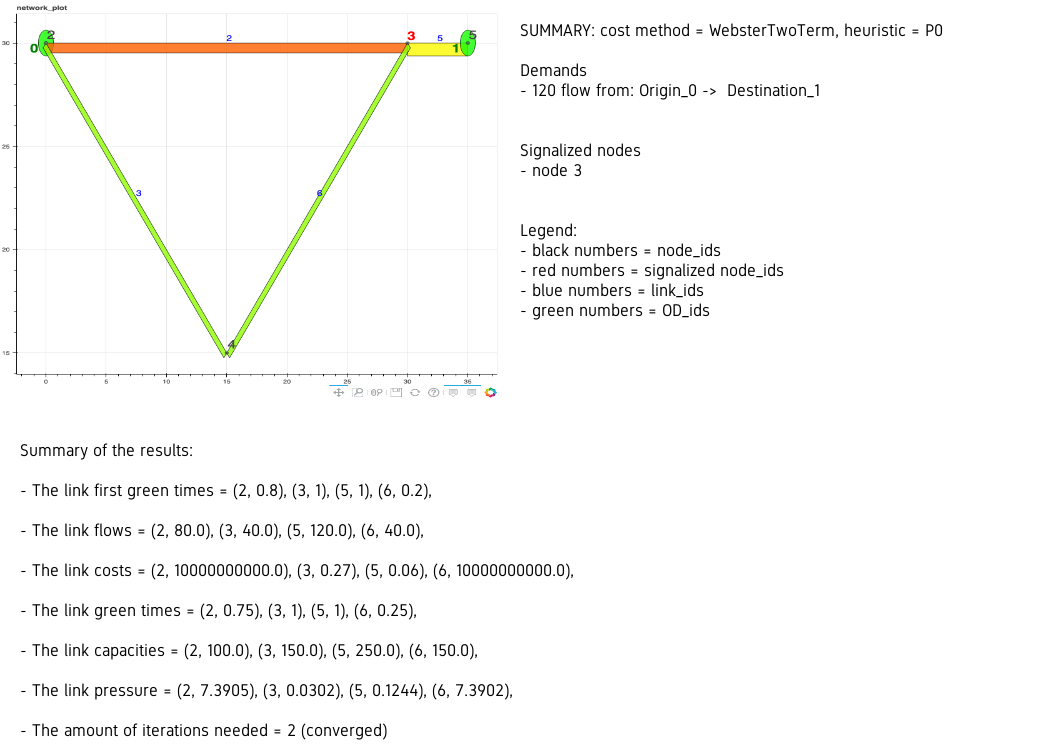 network_plot
30
25
20
15
0
5
10
15
20
25
30
35
2
0
2
3
5
5
1
3
6
4
SUMMARY: cost method = WebsterTwoTerm, heuristic = P0
Demands
- 120 flow from: Origin_0 -> Destination_1
Signalized nodes
- node 3
Legend:
- black numbers = node_ids
- red numbers = signalized node_ids
- blue numbers = link_ids
- green numbers = OD_ids
Summary of the results:
- The link first green times = (2, 0.8), (3, 1), (5, 1), (6, 0.2),
- The link flows = (2, 80.0), (3, 40.0), (5, 120.0), (6, 40.0),
- The link costs = (2, 10000000000.0), (3, 0.27), (5, 0.06), (6, 10000000000.0),
- The link green times = (2, 0.75), (3, 1), (5, 1), (6, 0.25),
- The link capacities = (2, 100.0), (3, 150.0), (5, 250.0), (6, 150.0),
- The link pressure = (2, 7.3905), (3, 0.0302), (5, 0.1244), (6, 7.3902),
- The amount of iterations needed = 2 (converged)